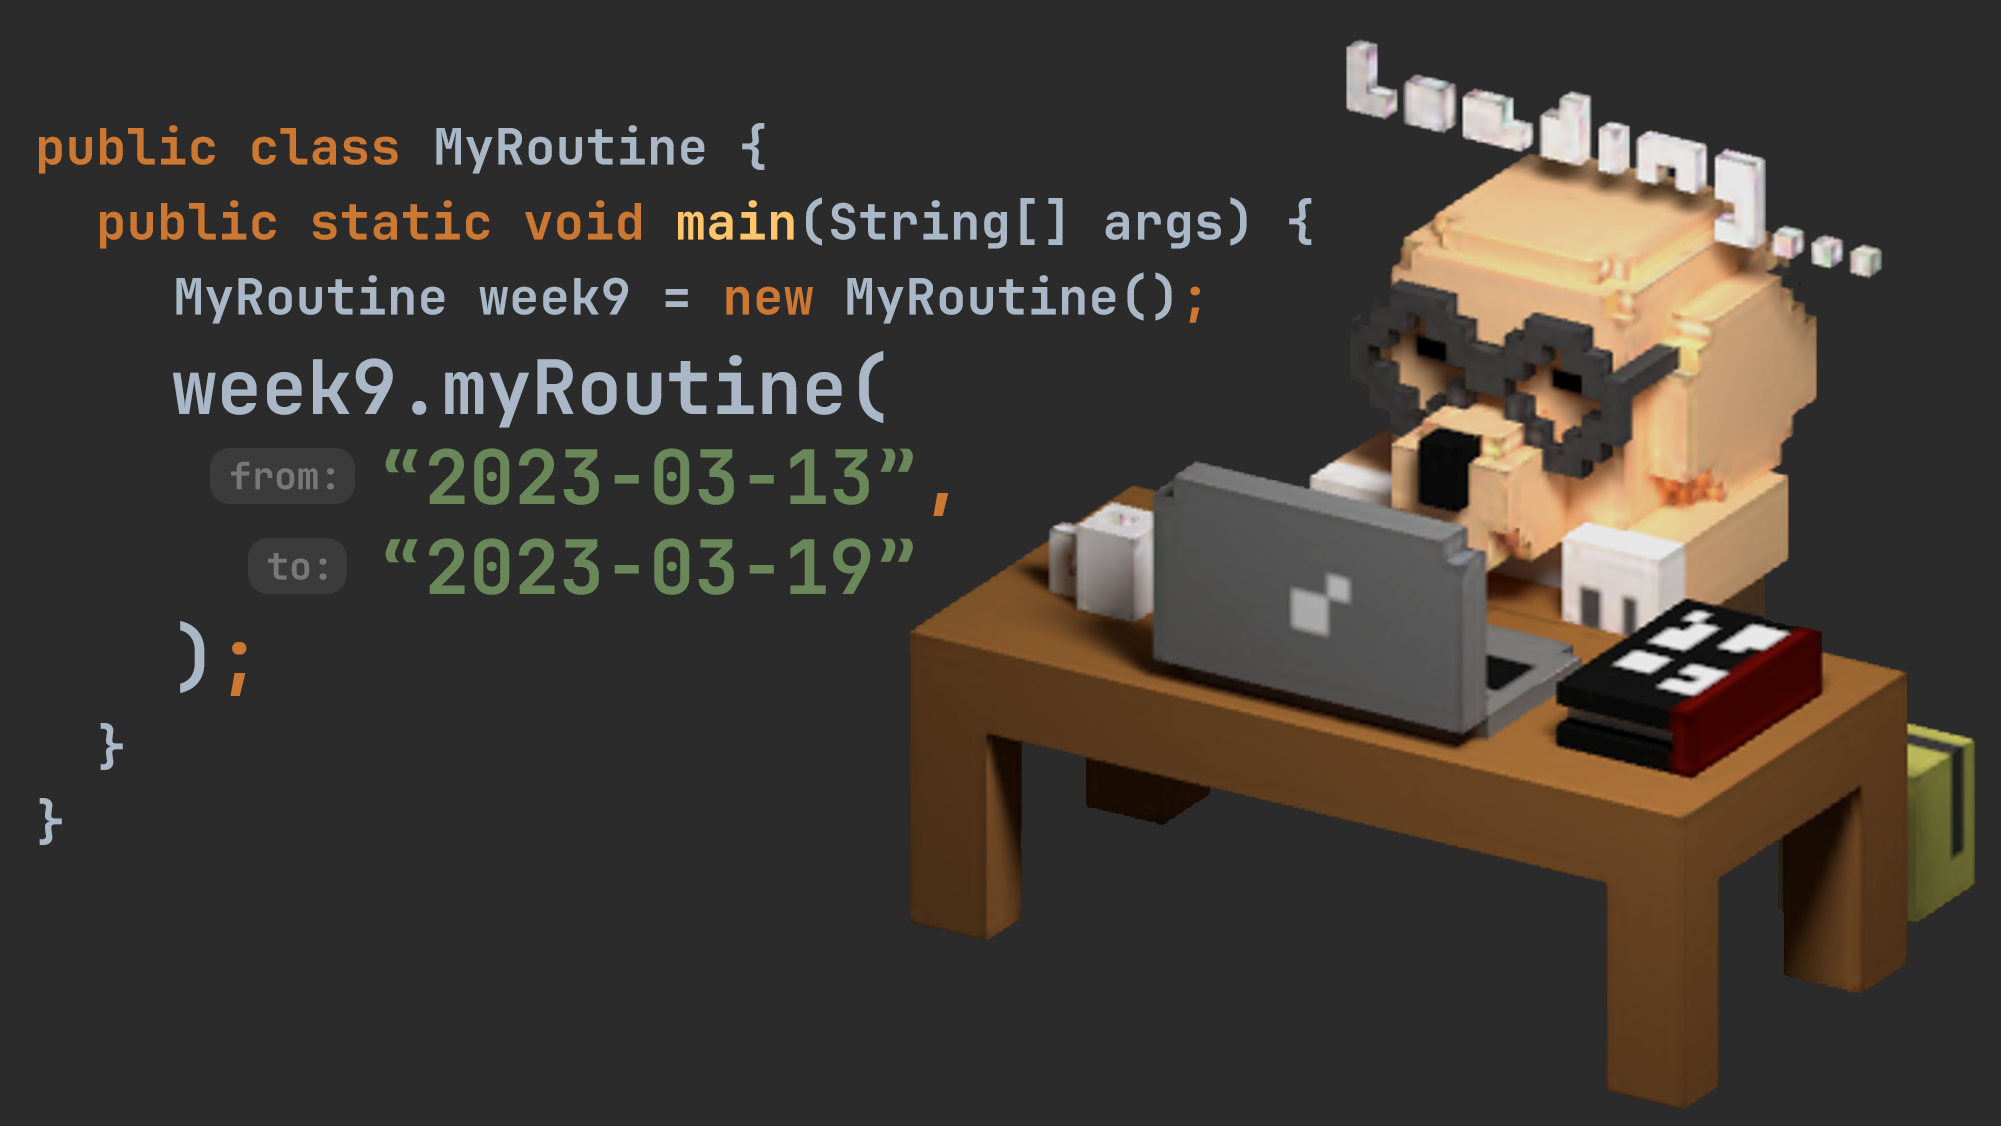 Loading...
public class MyRoutine {
public static void main(String[] args) {
MyRoutine week9 = new MyRoutine();
week9.myRoutine(
from: “2023-03-13”,
to: “2023-03-19”
);
}
}